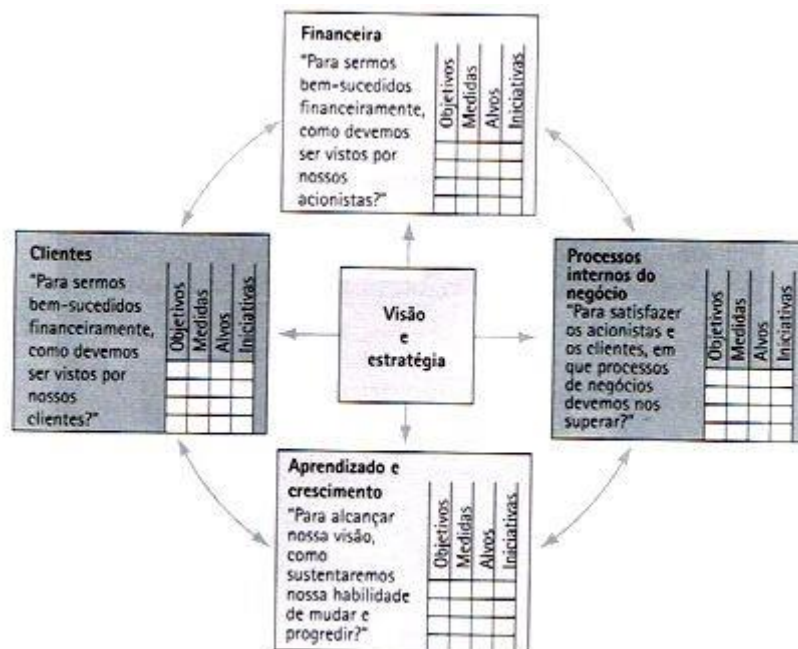 Financeira
"Para sermos
bem-sucedidos
financeiramente,
como devemos
ser vistos por
nossos
acionistas?"
Objetivos
Medidas
Alvos
Iniciativas
Clientes
"Para sermos
bem-sucedidos
financeiramente,
como devemos
ser vistos por
nossos
clientes?"
Objetivos
Medidas
Alvos
Iniciativas
Visão
e
estratégia
Processos
internos do
negócio
"Para satisfazer
os acionistas e
os clientes, em
que processos
de negócios
devemos nos
superar?"
Objetivos
Medidas
Alvos
Iniciativas
Aprendizado e
crescimento
"Para alcançar
nossa visão,
como
sustentaremos
nossa habilidade
de mudar e
progredir?"
Objetivos
Medidas
Alvos
Iniciativas